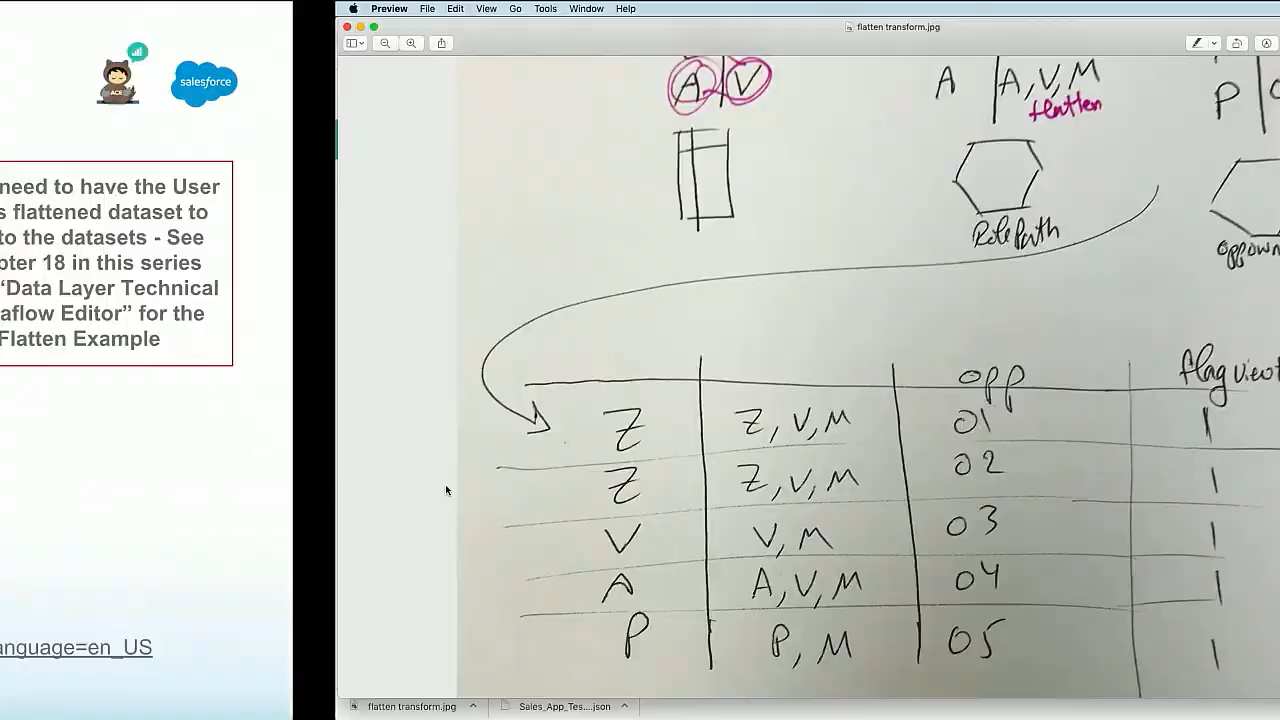 Preview File Edit View Go Tools Window Help
flatten transform.jpg
ACE
salesforce
need to have the User
s flattened dataset to
to the datasets - See
pter 18 in this series
"Data Layer Technical
aflow Editor" for the
Flatten Example
anguage=en_US
A V
A A, V, M
flatten
P
Role Path
opp
Z Z, V, M 01 1
Z Z, V, M 02 1
V V, M 03 1
A A, V, M 04 1
P P, M 05 1
flatten transform.jpg
Sales_App_Tes....json